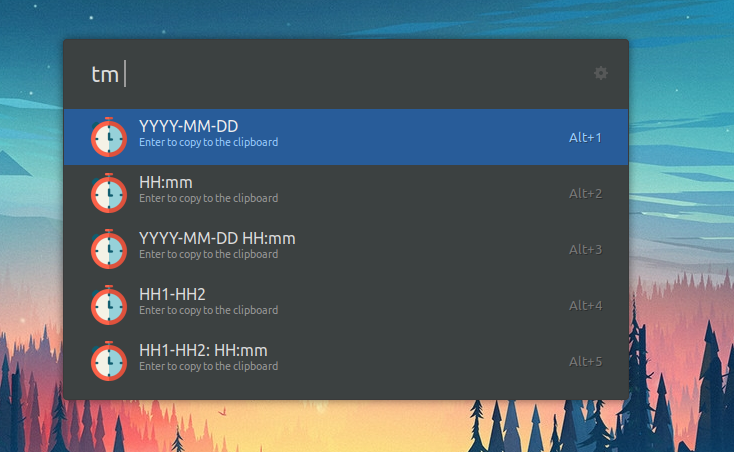 tm
YYYY-MM-DD
Enter to copy to the clipboard
Alt+1
HH:mm
Enter to copy to the clipboard
Alt+2
YYYY-MM-DD HH:mm
Enter to copy to the clipboard
Alt+3
HH1-HH2
Enter to copy to the clipboard
Alt+4
HH1-HH2: HH:mm
Enter to copy to the clipboard
Alt+5